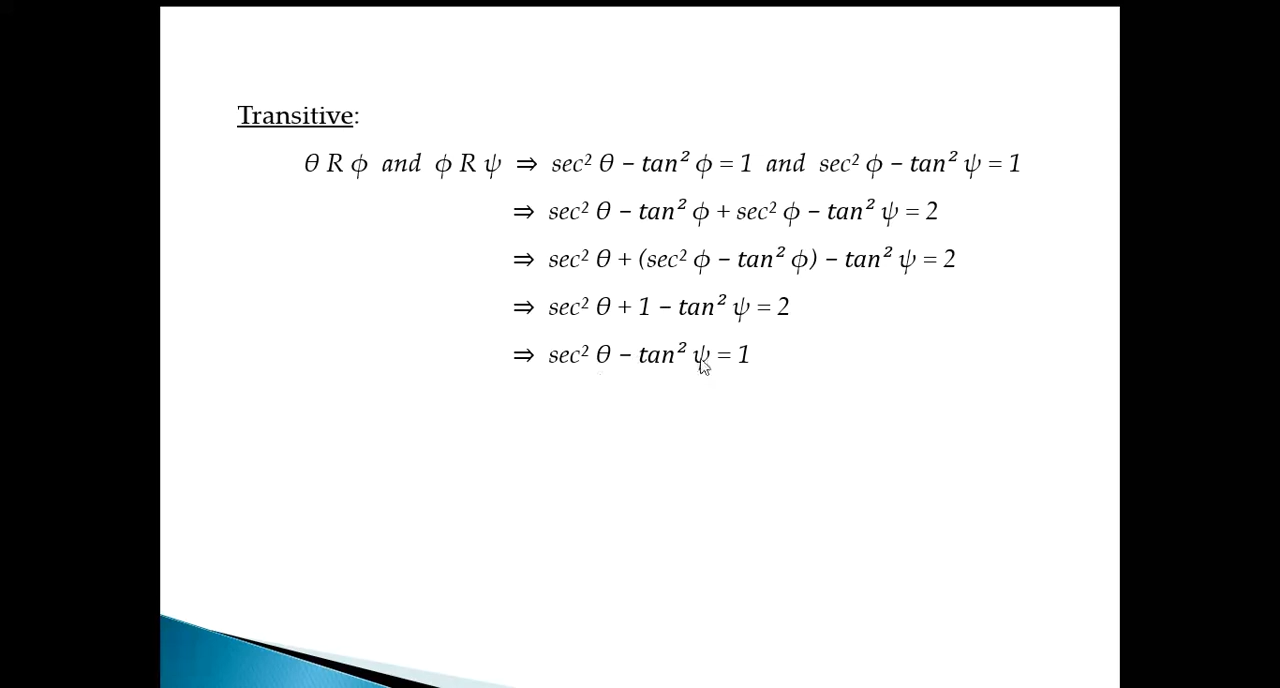 Transitive:
θ R ϕ and ϕ R ψ ⇒ sec² θ − tan² ϕ = 1 and sec² ϕ − tan² ψ = 1
⇒ sec² θ − tan² ϕ + sec² ϕ − tan² ψ = 2
⇒ sec² θ + (sec² ϕ − tan² ϕ) − tan² ψ = 2
⇒ sec² θ + 1 − tan² ψ = 2
⇒ sec² θ − tan² ψ = 1